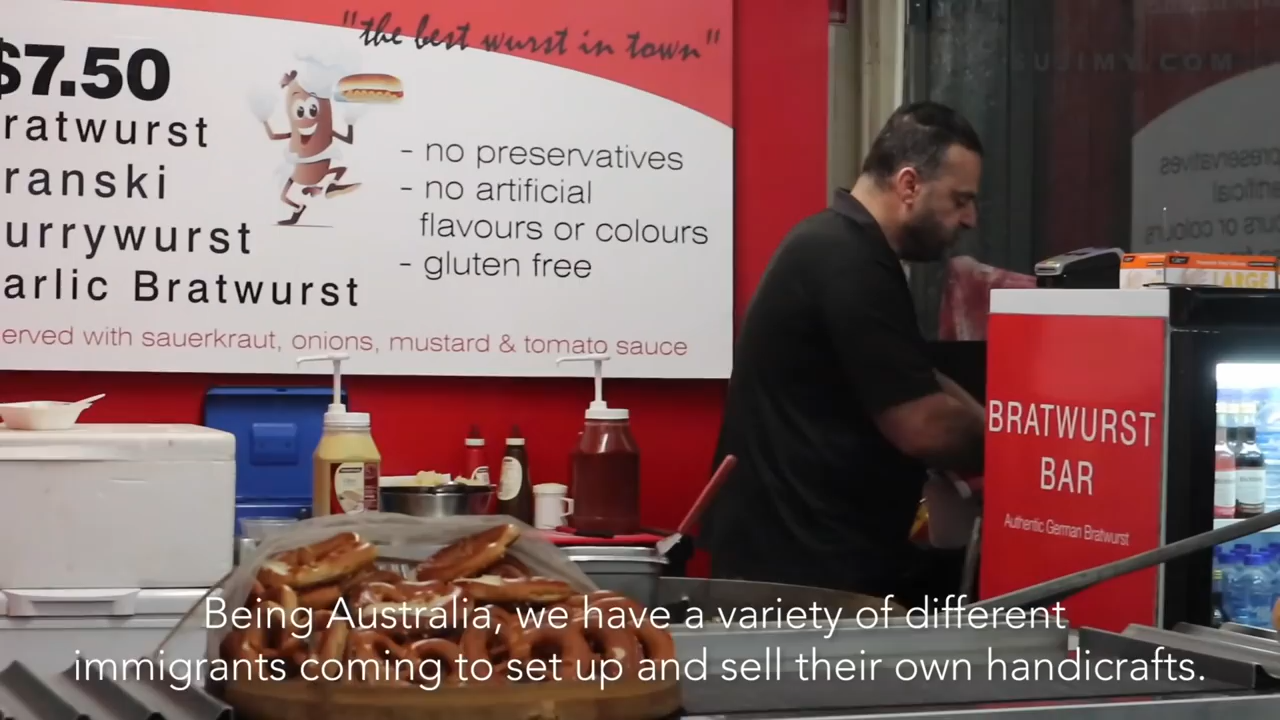 "the best wurst in town"
$7.50
ratwurst
ranski
urrywurst
arlic Bratwurst
- no preservatives
- no artificial
flavours or colours
- gluten free
erved with sauerkraut, onions, mustard & tomato sauce
LARGE
BRATWURST
BAR
Authentic German Bratwurst
Being Australia, we have a variety of different
immigrants coming to set up and sell their own handicrafts.